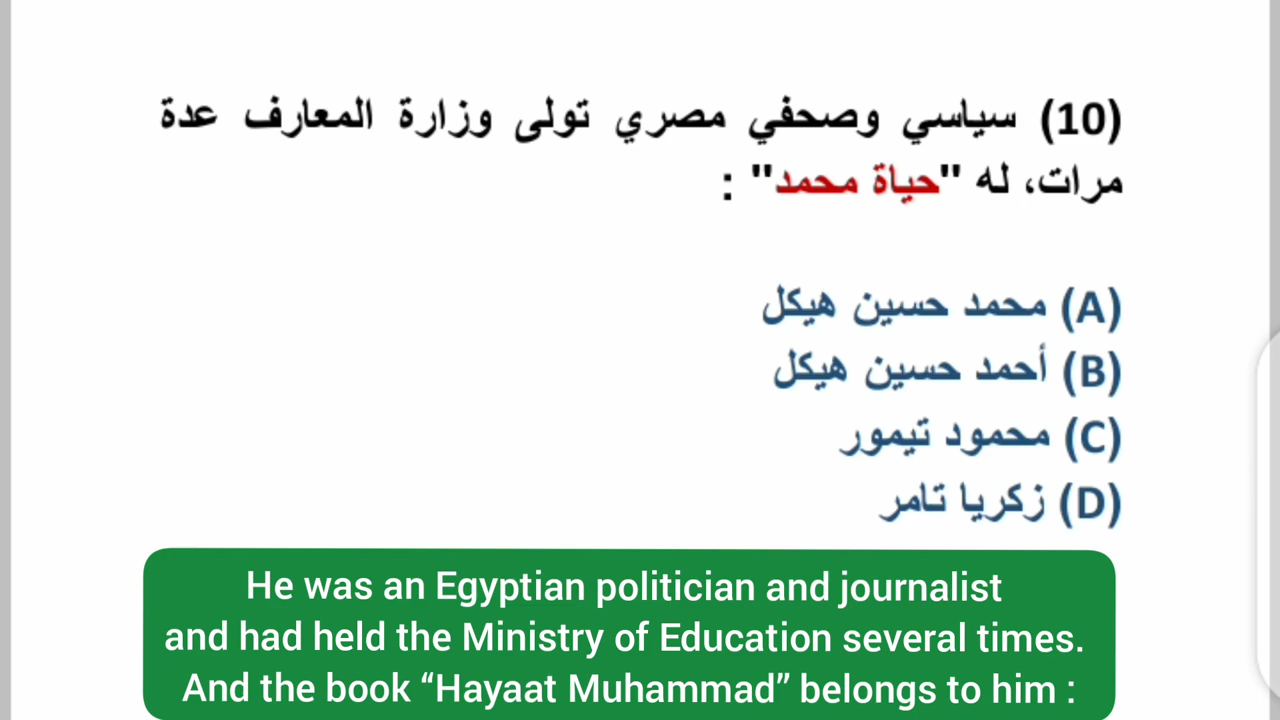 (10) سياسي وصحفي مصري تولى وزارة المعارف عدة
مرات، له "حياة محمد" :
(A) محمد حسين هيكل
(B) أحمد حسين هيكل
(C) محمود تيمور
(D) زكريا تامر
He was an Egyptian politician and journalist
and had held the Ministry of Education several times.
And the book “Hayaat Muhammad” belongs to him :